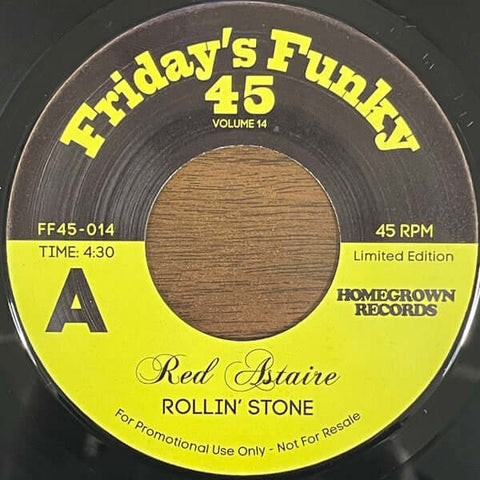 Friday's Funky
45
VOLUME 14
FF45-014
45 RPM
TIME: 4:30
Limited Edition
A
HOMEGROWN
RECORDS
Red Astaire
ROLLIN' STONE
For Promotional Use Only - Not For Resale